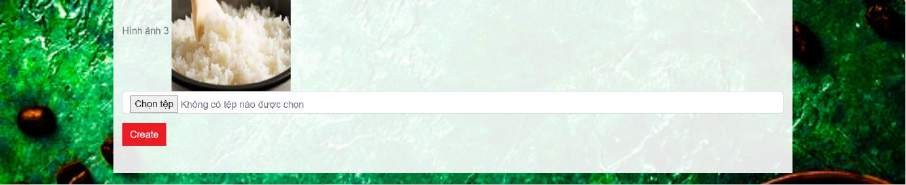 Hình ảnh 3
Chọn tệp Không có tệp nào được chọn
Create